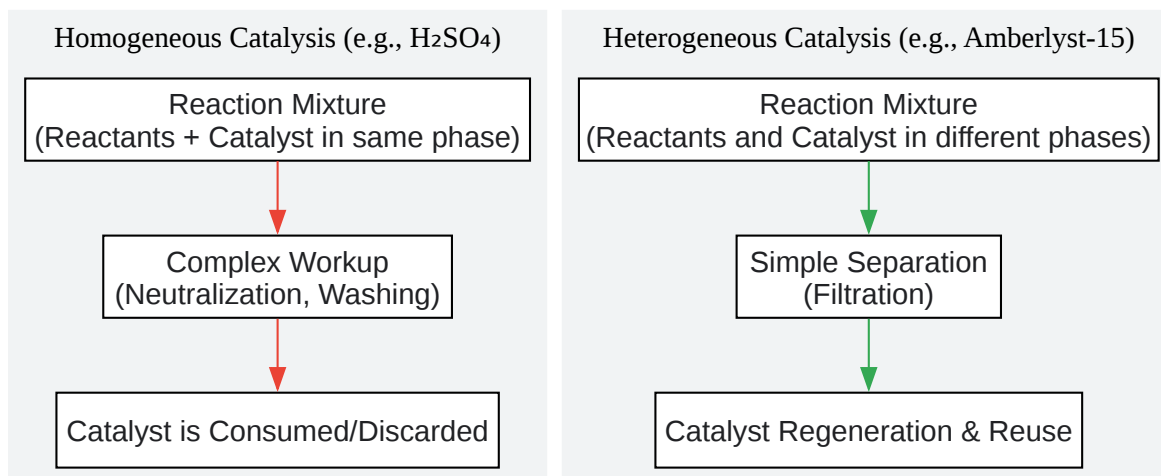 Homogeneous Catalysis (e.g., H₂SO₄)
Reaction Mixture
(Reactants + Catalyst in same phase)
Complex Workup
(Neutralization, Washing)
Catalyst is Consumed/Discarded
Heterogeneous Catalysis (e.g., Amberlyst-15)
Reaction Mixture
(Reactants and Catalyst in different phases)
Simple Separation
(Filtration)
Catalyst Regeneration & Reuse